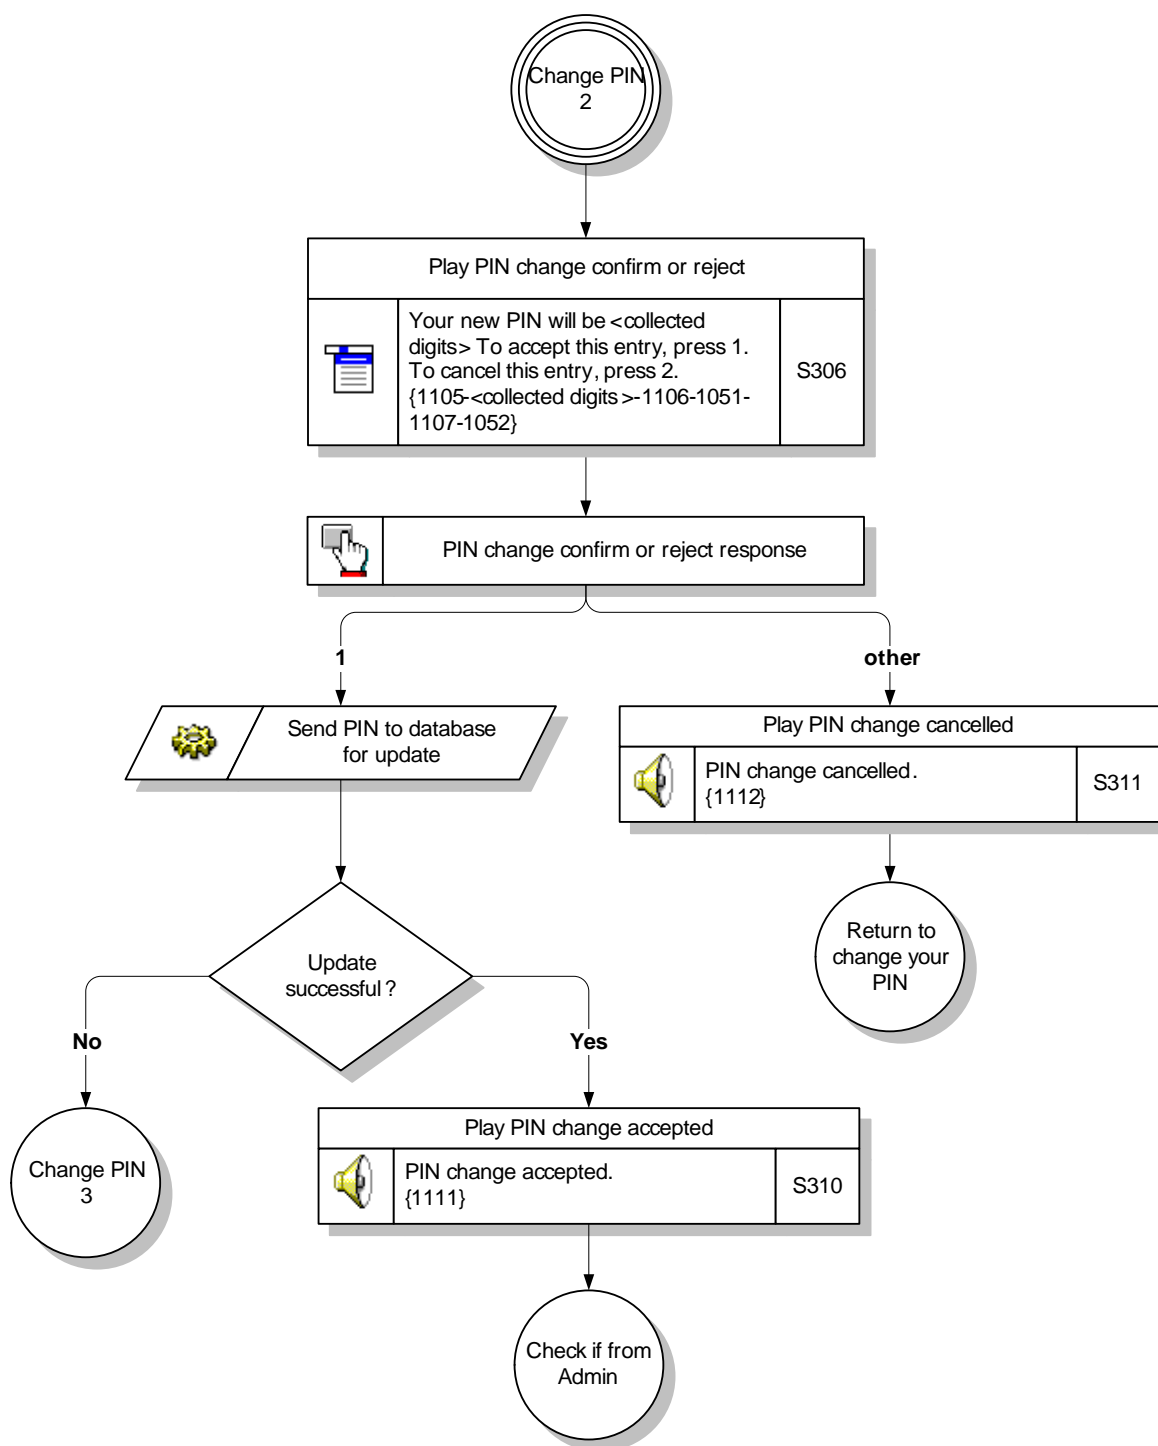 Change PIN
2
Play PIN change confirm or reject
Your new PIN will be <collected
digits> To accept this entry, press 1.
To cancel this entry, press 2.
{1105-<collected digits>-1106-1051-
1107-1052}
S306
PIN change confirm or reject response
1
other
Send PIN to database
for update
Play PIN change cancelled
PIN change cancelled.
{1112}
S311
Update
successful?
Return to
change your
PIN
No
Yes
Change PIN
3
Play PIN change accepted
PIN change accepted.
{1111}
S310
Check if from
Admin